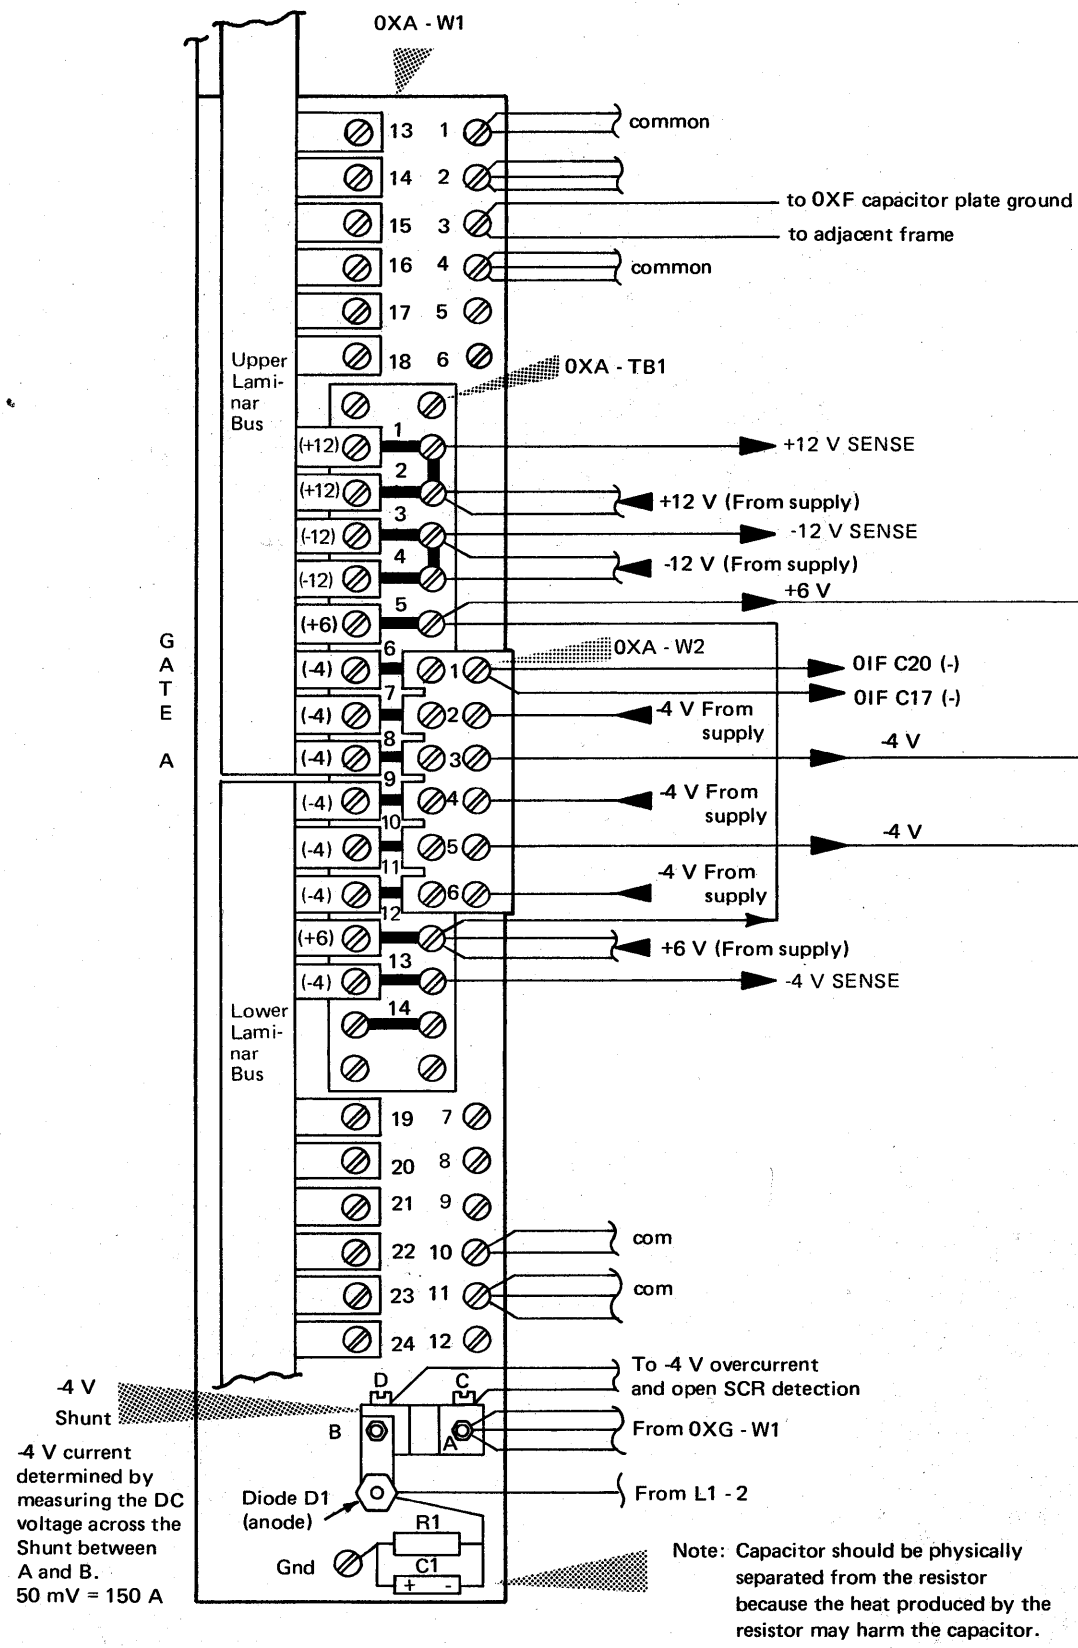 0XA - W1
13 1 common
14 2
15 3 to 0XF capacitor plate ground
to adjacent frame
16 4 common
17 5
18 6
Upper
Lami-
nar
Bus
0XA - TB1
1
(+12) +12 V SENSE
2
(+12) +12 V (From supply)
3
(-12) -12 V SENSE
4
(-12) -12 V (From supply)
5 +6 V
(+6)
GATE A
6 0XA - W2
(-4) 1 0IF C20 (-)
7 0IF C17 (-)
(-4) 2 -4 V From
supply
8
(-4) 3 -4 V
9
(-4) 4 -4 V From
supply
10
(-4) 5 -4 V
11
(-4) 6 -4 V From
supply
12
(+6) +6 V (From supply)
13
(-4) -4 V SENSE
14
Lower
Lami-
nar
Bus
19 7
20 8
21 9
22 10 com
23 11 com
24 12
To -4 V overcurrent
and open SCR detection
D C
-4 V
Shunt
B A From 0XG - W1
-4 V current
determined by
measuring the DC
voltage across the
Shunt between
A and B.
50 mV = 150 A
Diode D1
(anode)
From L1 - 2
R1
Gnd
C1
+ -
Note: Capacitor should be physically
separated from the resistor
because the heat produced by the
resistor may harm the capacitor.